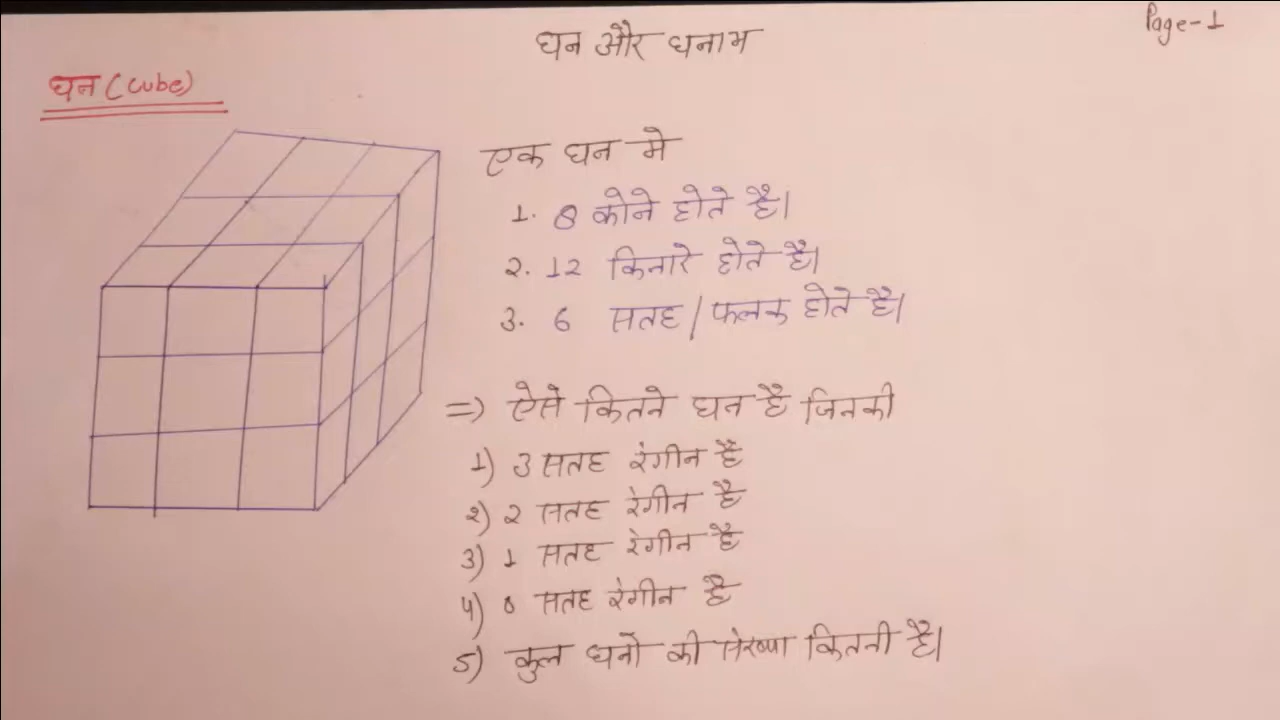 Page-1
घन और घनाभ
घन (Cube)
एक घन मे
1. 8 कोने होते है।
2. 12 किनारे होते है।
3. 6 सतह/फलक होते है।
=> ऐसे कितने घन है जिनकी
1) 3 सतह रंगीन है
2) 2 सतह रंगीन है
3) 1 सतह रंगीन है
4) 0 सतह रंगीन है
5) कुल घनों की संख्या कितनी है।